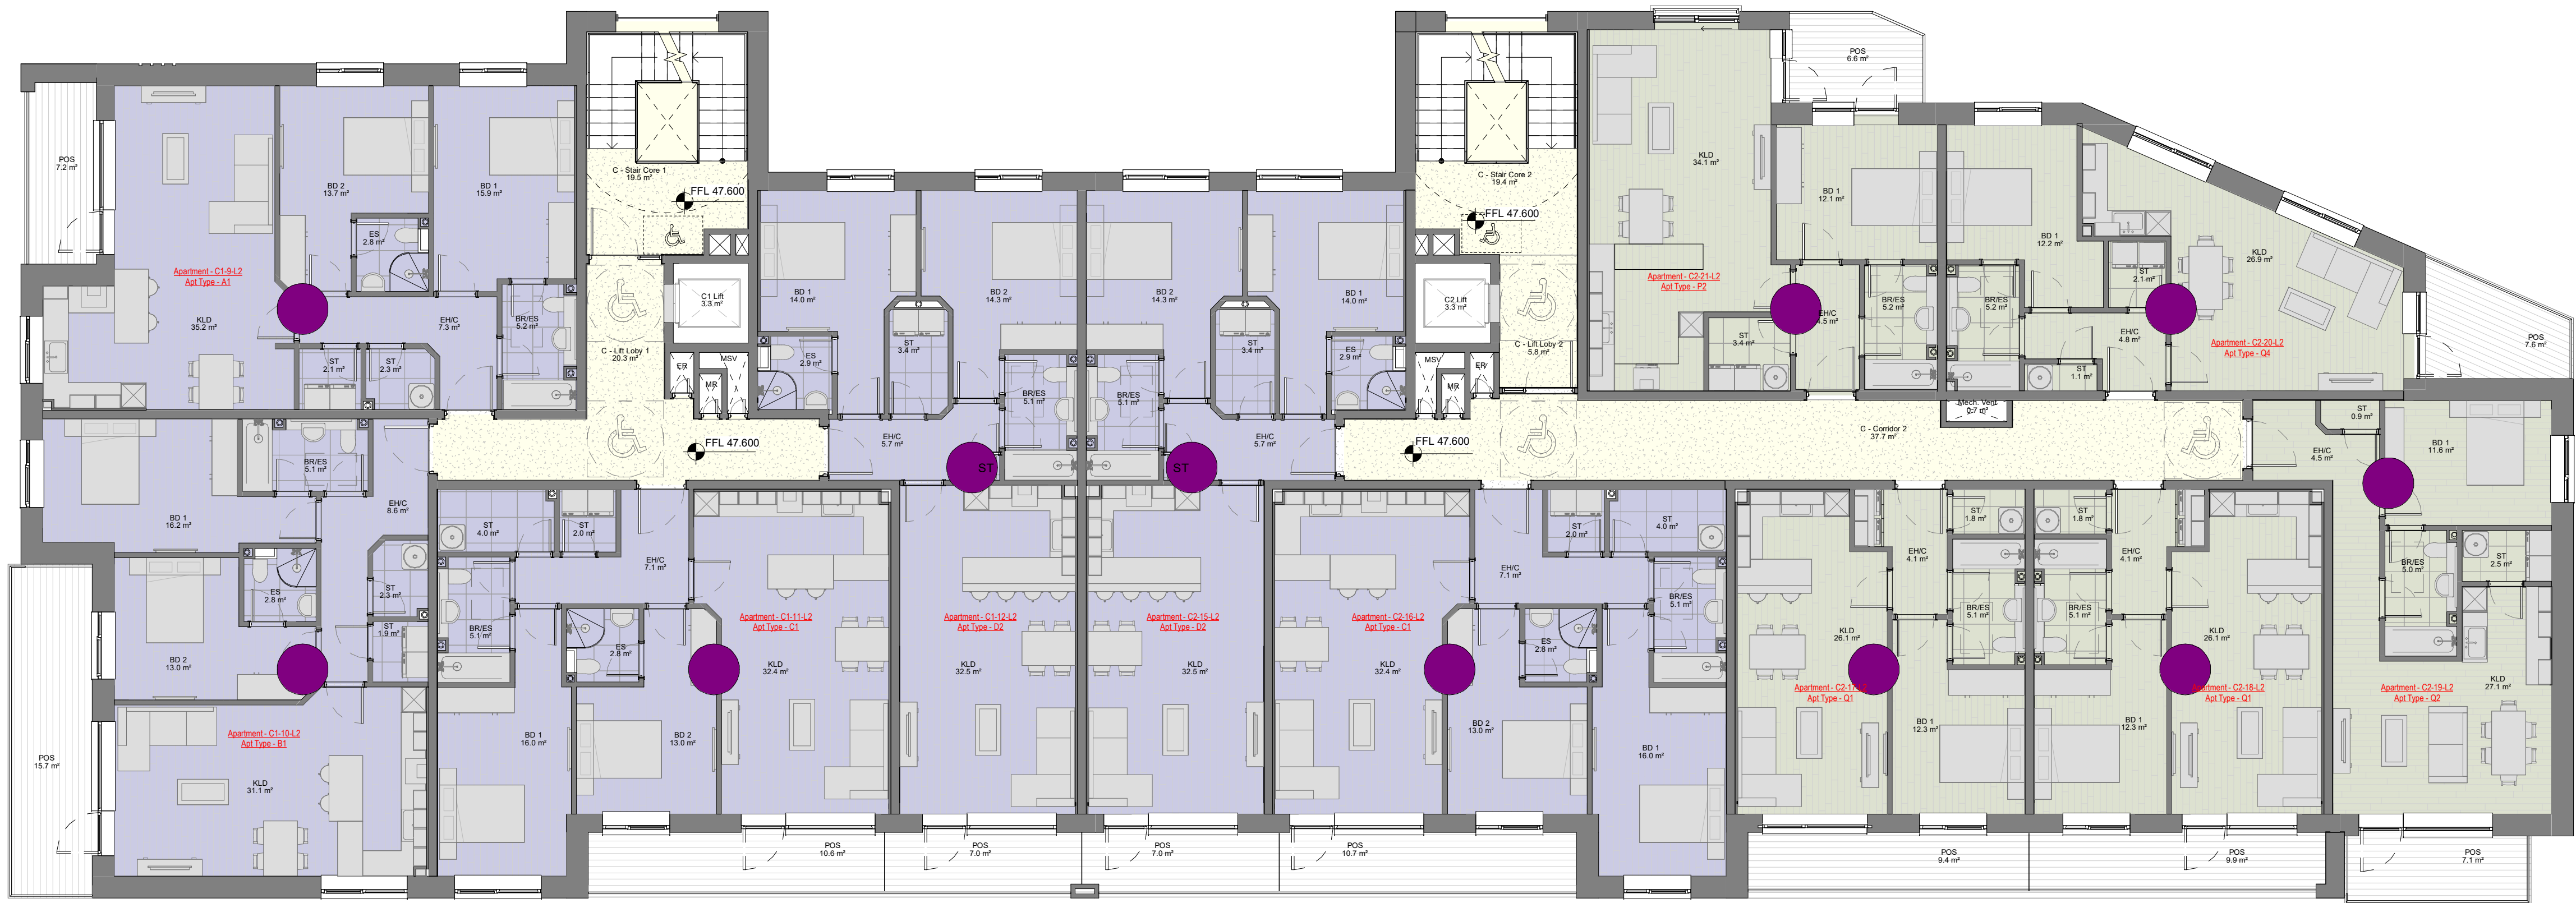 POS
7.2 m²
BD 2
13.7 m²
BD 1
15.9 m²
ES
2.8 m²
Apartment - C1-9-L2
Apt Type - A1
KLD
35.2 m²
EH/C
7.3 m²
BR/ES
5.2 m²
ST
2.1 m²
ST
2.3 m²
C - Stair Core 1
19.5 m²
FFL 47.600
C1 Lift
3.3 m²
C - Lift Loby 1
20.3 m²
ER
MR
MSV
FFL 47.600
BD 1
14.0 m²
BD 2
14.3 m²
ST
3.4 m²
ES
2.9 m²
BR/ES
5.1 m²
EH/C
5.7 m²
ST
BD 2
14.3 m²
BD 1
14.0 m²
ST
3.4 m²
ES
2.9 m²
BR/ES
5.1 m²
EH/C
5.7 m²
ST
C - Stair Core 2
19.4 m²
FFL 47.600
C2 Lift
3.3 m²
C - Lift Loby 2
5.8 m²
MSV
MR
ER
FFL 47.600
C - Corridor 2
37.7 m²
Mech. Vent
0.7 m²
KLD
34.1 m²
POS
6.6 m²
BD 1
12.1 m²
Apartment - C2-21-L2
Apt Type - P2
EH/C
4.5 m²
BR/ES
5.2 m²
ST
3.4 m²
BD 1
12.2 m²
BR/ES
5.2 m²
ST
2.1 m²
KLD
26.9 m²
EH/C
4.8 m²
ST
1.1 m²
Apartment - C2-20-L2
Apt Type - Q4
POS
7.6 m²
ST
0.9 m²
EH/C
4.5 m²
BD 1
11.6 m²
BR/ES
5.0 m²
ST
2.5 m²
KLD
27.1 m²
Apartment - C2-19-L2
Apt Type - Q2
POS
7.1 m²
BR/ES
5.1 m²
EH/C
8.6 m²
BD 1
16.2 m²
ES
2.8 m²
ST
2.3 m²
ST
1.9 m²
BD 2
13.0 m²
Apartment - C1-10-L2
Apt Type - B1
KLD
31.1 m²
POS
15.7 m²
ST
4.0 m²
ST
2.0 m²
EH/C
7.1 m²
BR/ES
5.1 m²
ES
2.8 m²
BD 1
16.0 m²
BD 2
13.0 m²
Apartment - C1-11-L2
Apt Type - C1
KLD
32.4 m²
POS
10.6 m²
Apartment - C1-12-L2
Apt Type - D2
KLD
32.5 m²
POS
7.0 m²
Apartment - C2-15-L2
Apt Type - D2
KLD
32.5 m²
POS
7.0 m²
Apartment - C2-16-L2
Apt Type - C1
KLD
32.4 m²
POS
10.7 m²
ST
2.0 m²
ST
4.0 m²
EH/C
7.1 m²
BR/ES
5.1 m²
ES
2.8 m²
BD 2
13.0 m²
BD 1
16.0 m²
ST
1.8 m²
EH/C
4.1 m²
BR/ES
5.1 m²
KLD
26.1 m²
Apartment - C2-17-
Apt Type - Q1
BD 1
12.3 m²
POS
9.4 m²
ST
1.8 m²
EH/C
4.1 m²
BR/ES
5.1 m²
KLD
26.1 m²
Apartment - C2-18-L2
Apt Type - Q1
BD 1
12.3 m²
POS
9.9 m²